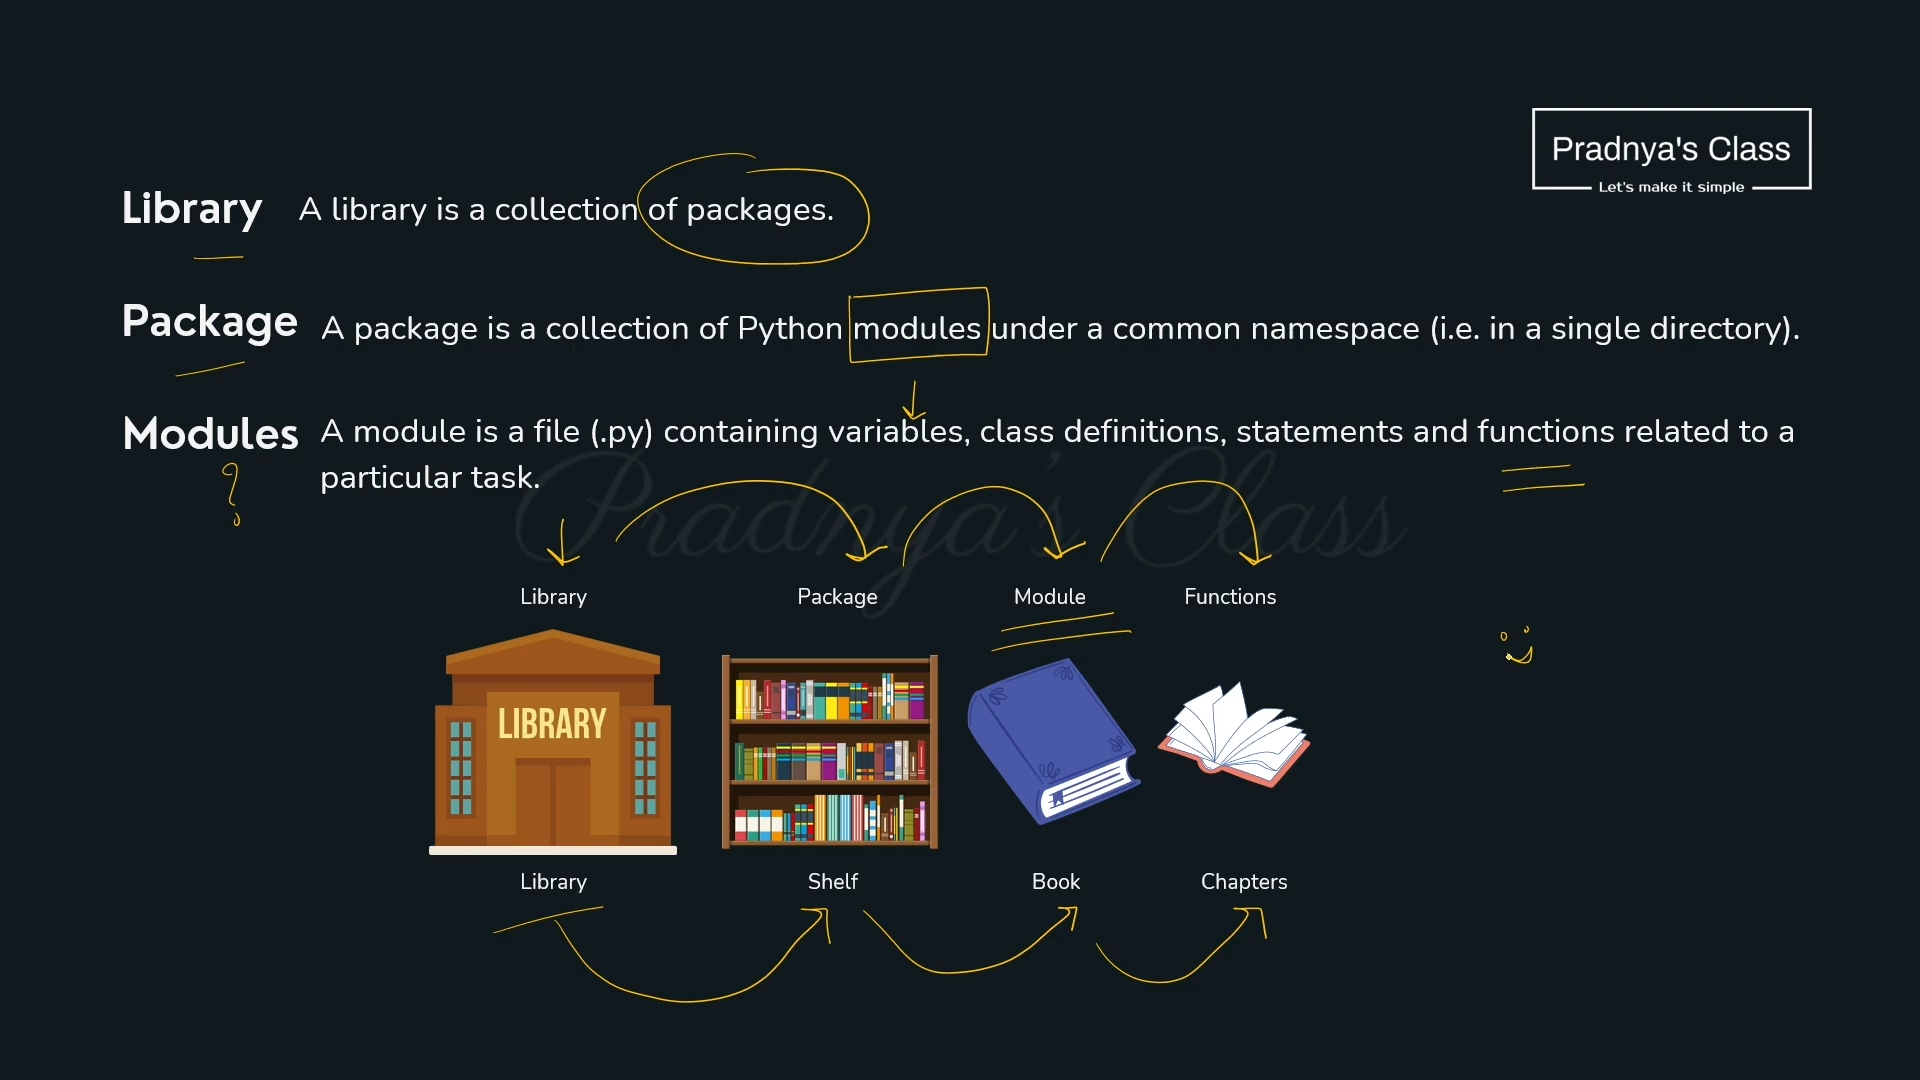 Pradnya's Class
Let's make it simple
Library A library is a collection of packages.
Package A package is a collection of Python modules under a common namespace (i.e. in a single directory).
Modules A module is a file (.py) containing variables, class definitions, statements and functions related to a
particular task.
?
Pradnya's Class
Library Package Module Functions
LIBRARY
Library Shelf Book Chapters